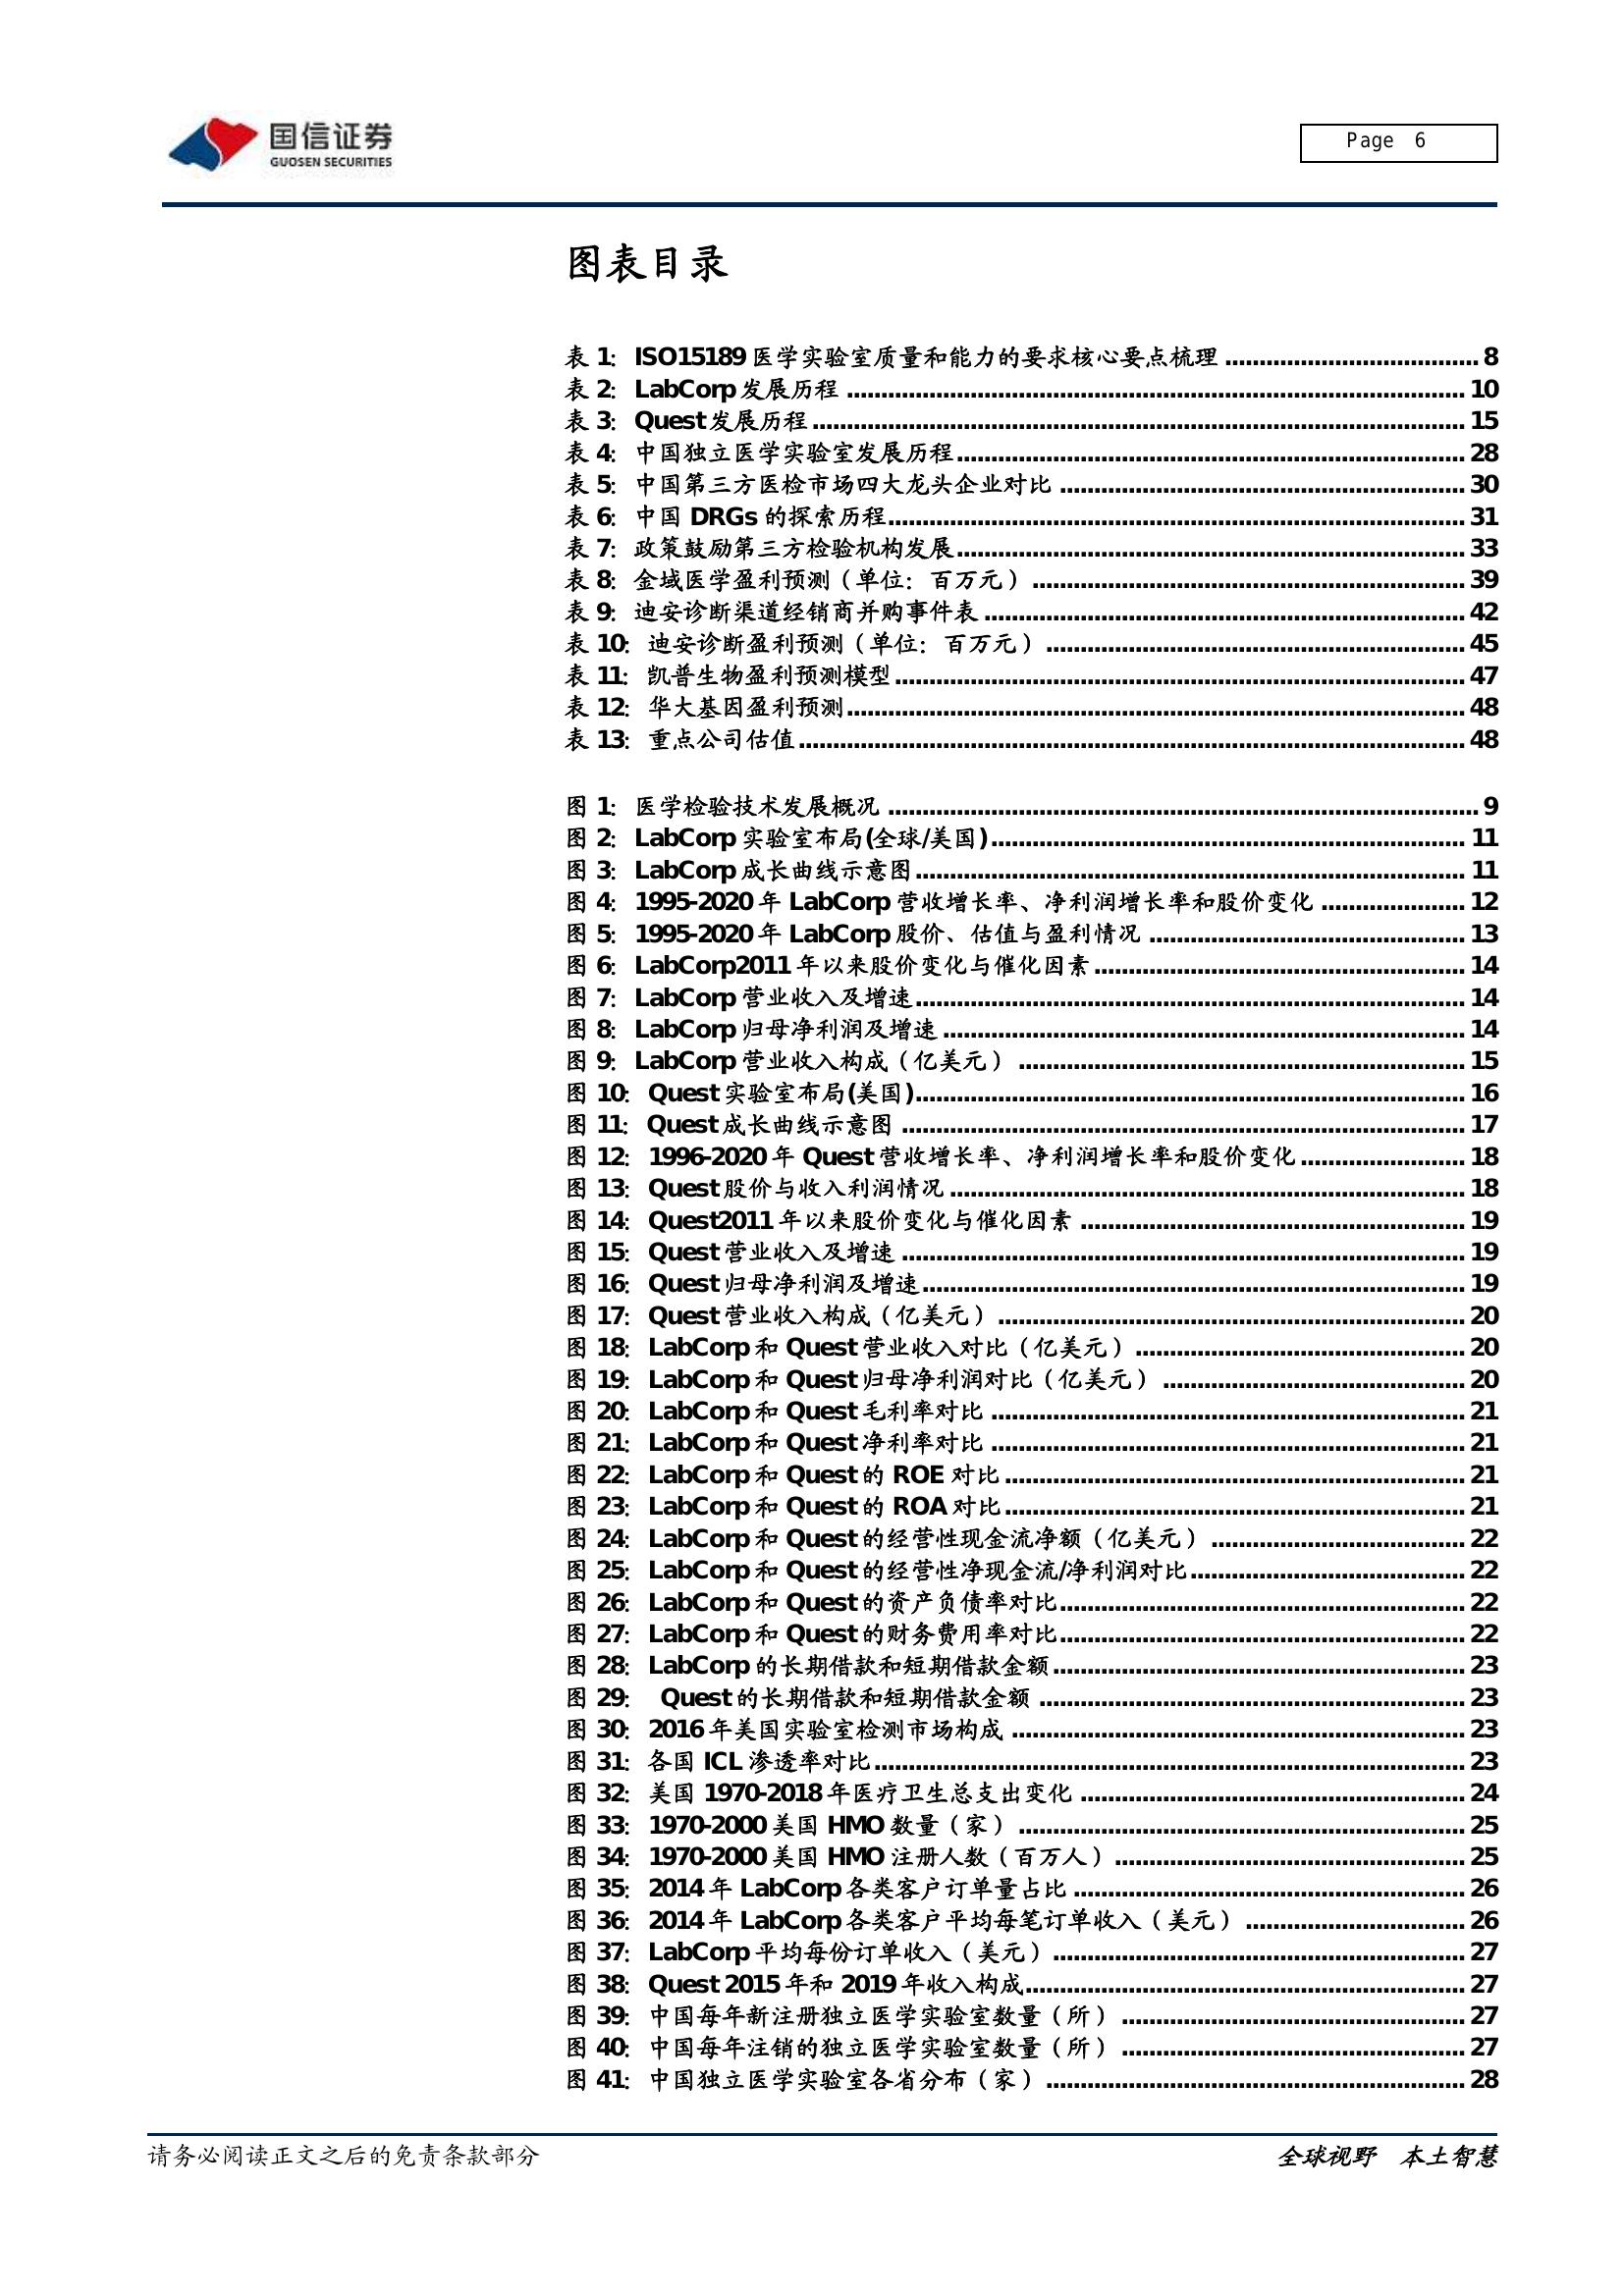 国信证券
GUOSEN SECURITIES
Page 6
图表目录
表 1: ISO15189 医学实验室质量和能力的要求核心要点梳理 ..................................... 8
表 2: LabCorp 发展历程 ..................................... 10
表 3: Quest 发展历程 ..................................... 15
表 4: 中国独立医学实验室发展历程 ..................................... 28
表 5: 中国第三方医检市场四大龙头企业对比 ..................................... 30
表 6: 中国 DRGs 的探索历程 ..................................... 31
表 7: 政策鼓励第三方检验机构发展 ..................................... 33
表 8: 金域医学盈利预测（单位：百万元） ..................................... 39
表 9: 迪安诊断渠道经销商并购事件表 ..................................... 42
表 10: 迪安诊断盈利预测（单位：百万元） ..................................... 45
表 11: 凯普生物盈利预测模型 ..................................... 47
表 12: 华大基因盈利预测 ..................................... 48
表 13: 重点公司估值 ..................................... 48
图 1: 医学检验技术发展概况 ..................................... 9
图 2: LabCorp 实验室布局(全球/美国) ..................................... 11
图 3: LabCorp 成长曲线示意图 ..................................... 11
图 4: 1995-2020 年 LabCorp 营收增长率、净利润增长率和股价变化 ..................................... 12
图 5: 1995-2020 年 LabCorp 股价、估值与盈利情况 ..................................... 13
图 6: LabCorp2011 年以来股价变化与催化因素 ..................................... 14
图 7: LabCorp 营业收入及增速 ..................................... 14
图 8: LabCorp 归母净利润及增速 ..................................... 14
图 9: LabCorp 营业收入构成（亿美元） ..................................... 15
图 10: Quest 实验室布局(美国) ..................................... 16
图 11: Quest 成长曲线示意图 ..................................... 17
图 12: 1996-2020 年 Quest 营收增长率、净利润增长率和股价变化 ..................................... 18
图 13: Quest 股价与收入利润情况 ..................................... 18
图 14: Quest2011 年以来股价变化与催化因素 ..................................... 19
图 15: Quest 营业收入及增速 ..................................... 19
图 16: Quest 归母净利润及增速 ..................................... 19
图 17: Quest 营业收入构成（亿美元） ..................................... 20
图 18: LabCorp 和 Quest 营业收入对比（亿美元） ..................................... 20
图 19: LabCorp 和 Quest 归母净利润对比（亿美元） ..................................... 20
图 20: LabCorp 和 Quest 毛利率对比 ..................................... 21
图 21: LabCorp 和 Quest 净利率对比 ..................................... 21
图 22: LabCorp 和 Quest 的 ROE 对比 ..................................... 21
图 23: LabCorp 和 Quest 的 ROA 对比 ..................................... 21
图 24: LabCorp 和 Quest 的经营性现金流净额（亿美元） ..................................... 22
图 25: LabCorp 和 Quest 的经营性净现金流/净利润对比 ..................................... 22
图 26: LabCorp 和 Quest 的资产负债率对比 ..................................... 22
图 27: LabCorp 和 Quest 的财务费用率对比 ..................................... 22
图 28: LabCorp 的长期借款和短期借款金额 ..................................... 23
图 29: Quest 的长期借款和短期借款金额 ..................................... 23
图 30: 2016 年美国实验室检测市场构成 ..................................... 23
图 31: 各国 ICL 渗透率对比 ..................................... 23
图 32: 美国 1970-2018 年医疗卫生总支出变化 ..................................... 24
图 33: 1970-2000 美国 HMO 数量（家） ..................................... 25
图 34: 1970-2000 美国 HMO 注册人数（百万人） ..................................... 25
图 35: 2014 年 LabCorp 各类客户订单量占比 ..................................... 26
图 36: 2014 年 LabCorp 各类客户平均每笔订单收入（美元） ..................................... 26
图 37: LabCorp 平均每份订单收入（美元） ..................................... 27
图 38: Quest 2015 年和 2019 年收入构成 ..................................... 27
图 39: 中国每年新注册独立医学实验室数量（所） ..................................... 27
图 40: 中国每年注销的独立医学实验室数量（所） ..................................... 27
图 41: 中国独立医学实验室各省分布（家） ..................................... 28
请务必阅读正文之后的免责条款部分
全球视野 本土智慧